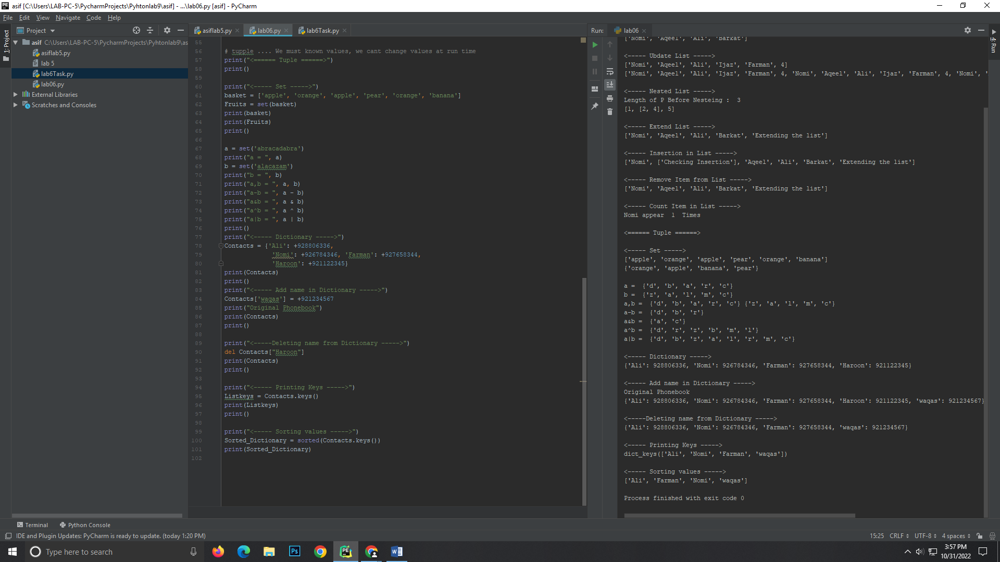 asif [C:\Users\LAB-PC-5\PycharmProjects\Pyhtonlab9\asif] - ...\lab06.py [asif] - PyCharm
File Edit View Navigate Code Help
Project
asif C:\Users\LAB-PC-5\PycharmProjects\Pyhtonlab9\as
asiflab5.py
lab 5
lab6Task.py
lab06.py
External Libraries
Scratches and Consoles
1: Project
asiflab5.py lab06.py lab6Task.py
55
56 # tupple .... We must known values, we cant change values at run time
57 print("<====== Tuple ======>")
58 print()
59
60 print("<----- Set ----->")
61 basket = ['apple', 'orange', 'apple', 'pear', 'orange', 'banana']
62 Fruits = set(basket)
63 print(basket)
64 print(Fruits)
65 print()
66
67 a = set('abracadabra')
68 print("a = ", a)
69 b = set('alacazam')
70 print("b = ", b)
71 print("a,b = ", a, b)
72 print("a-b = ", a - b)
73 print("a&b = ", a & b)
74 print("a^b = ", a ^ b)
75 print("a|b = ", a | b)
76 print()
77 print("<----- Dictionary ----->")
78 Contacts = {'Ali': +928806336,
79 'Nomi': +926784346, 'Farman': +927658344,
80 'Haroon': +921122345}
81 print(Contacts)
82 print()
83 print("<----- Add name in Dictionary ----->")
84 Contacts['waqas'] = +921234567
85 print("Original Phonebook")
86 print(Contacts)
87 print()
88
89 print("<-----Deleting name from Dictionary ----->")
90 del Contacts["Haroon"]
91 print(Contacts)
92 print()
93
94 print("<----- Printing Keys ----->")
95 Listkeys = Contacts.keys()
96 print(Listkeys)
97 print()
98
99 print("<----- Sorting values ----->")
100 Sorted_Dictionary = sorted(Contacts.keys())
101 print(Sorted_Dictionary)
102
Run: lab06
4: Run
['Nomi', 'Aqeel', 'Ali', 'Barkat']
<----- Ubdate List ----->
['Nomi', 'Aqeel', 'Ali', 'Ijaz', 'Farman', 4]
['Nomi', 'Aqeel', 'Ali', 'Ijaz', 'Farman', 4, 'Nomi', 'Aqeel', 'Ali', 'Ijaz', 'Farman', 4, 'Nomi', '
<----- Nested List ----->
Length of P Before Nesteing : 3
[1, [2, 4], 5]
<----- Extend List ----->
['Nomi', 'Aqeel', 'Ali', 'Barkat', 'Extending the list']
<----- Insertion in List ----->
['Nomi', ['Checking Insertion'], 'Aqeel', 'Ali', 'Barkat', 'Extending the list']
<----- Remove Item from List ----->
['Nomi', 'Aqeel', 'Ali', 'Barkat', 'Extending the list']
<----- Count Item in List ----->
Nomi appear 1 Times
<====== Tuple ======>
<----- Set ----->
['apple', 'orange', 'apple', 'pear', 'orange', 'banana']
{'orange', 'apple', 'banana', 'pear'}
a = {'d', 'b', 'a', 'r', 'c'}
b = {'z', 'a', 'l', 'm', 'c'}
a,b = {'d', 'b', 'a', 'r', 'c'} {'z', 'a', 'l', 'm', 'c'}
a-b = {'d', 'b', 'r'}
a&b = {'a', 'c'}
a^b = {'d', 'r', 'z', 'b', 'm', 'l'}
a|b = {'d', 'b', 'z', 'a', 'l', 'r', 'm', 'c'}
<----- Dictionary ----->
{'Ali': 928806336, 'Nomi': 926784346, 'Farman': 927658344, 'Haroon': 921122345}
<----- Add name in Dictionary ----->
Original Phonebook
{'Ali': 928806336, 'Nomi': 926784346, 'Farman': 927658344, 'Haroon': 921122345, 'waqas': 921234567}
<-----Deleting name from Dictionary ----->
{'Ali': 928806336, 'Nomi': 926784346, 'Farman': 927658344, 'waqas': 921234567}
<----- Printing Keys ----->
dict_keys(['Ali', 'Nomi', 'Farman', 'waqas'])
<----- Sorting values ----->
['Ali', 'Farman', 'Nomi', 'waqas']
Process finished with exit code 0
Terminal Python Console
IDE and Plugin Updates: PyCharm is ready to update. (today 1:20 PM)
15:25 CRLF UTF-8 4 spaces
Type here to search
Ps
PE
W
3:57 PM
10/31/2022